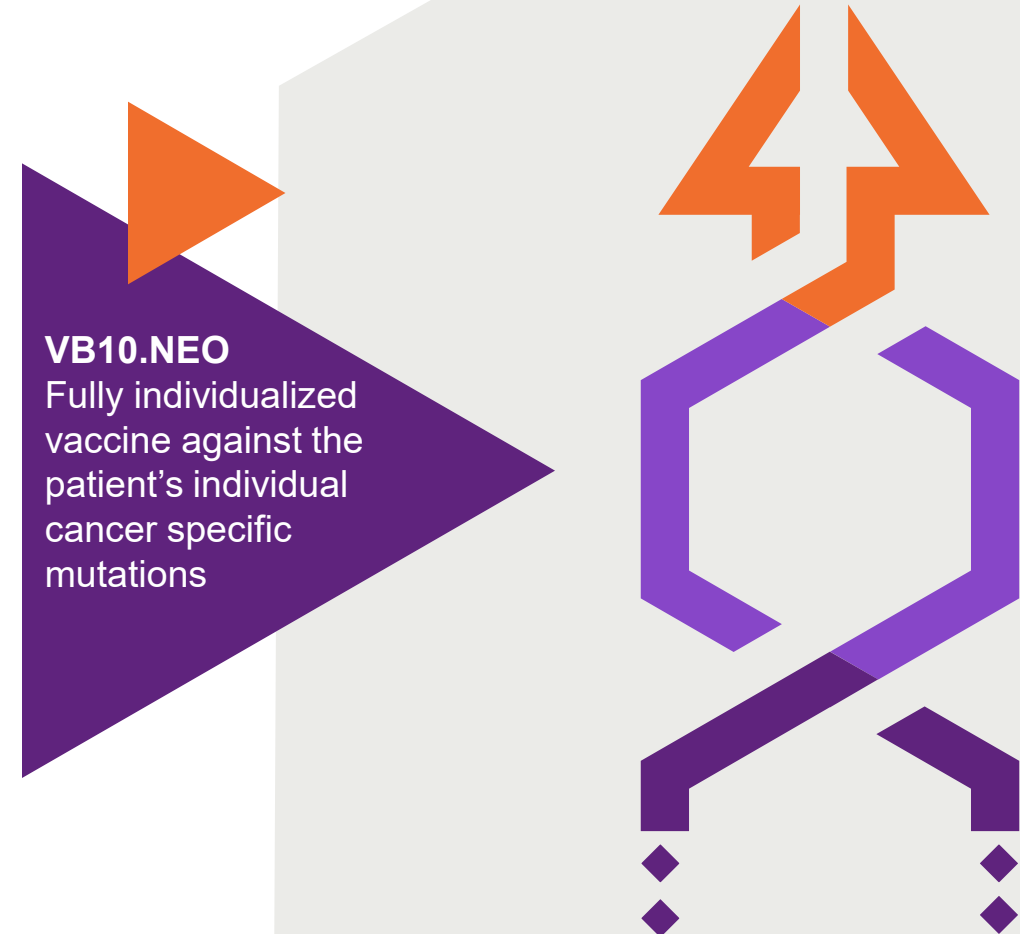 VB10.NEO
Fully individualized
vaccine against the
patient’s individual
cancer specific
mutations